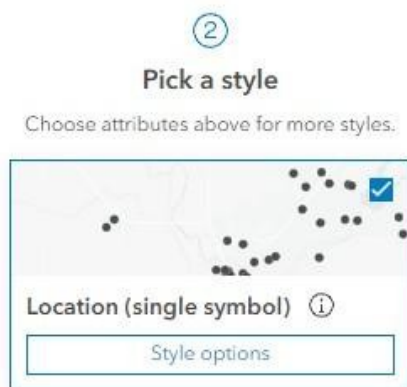 2
Pick a style
Choose attributes above for more styles.
Location (single symbol) i
Style options